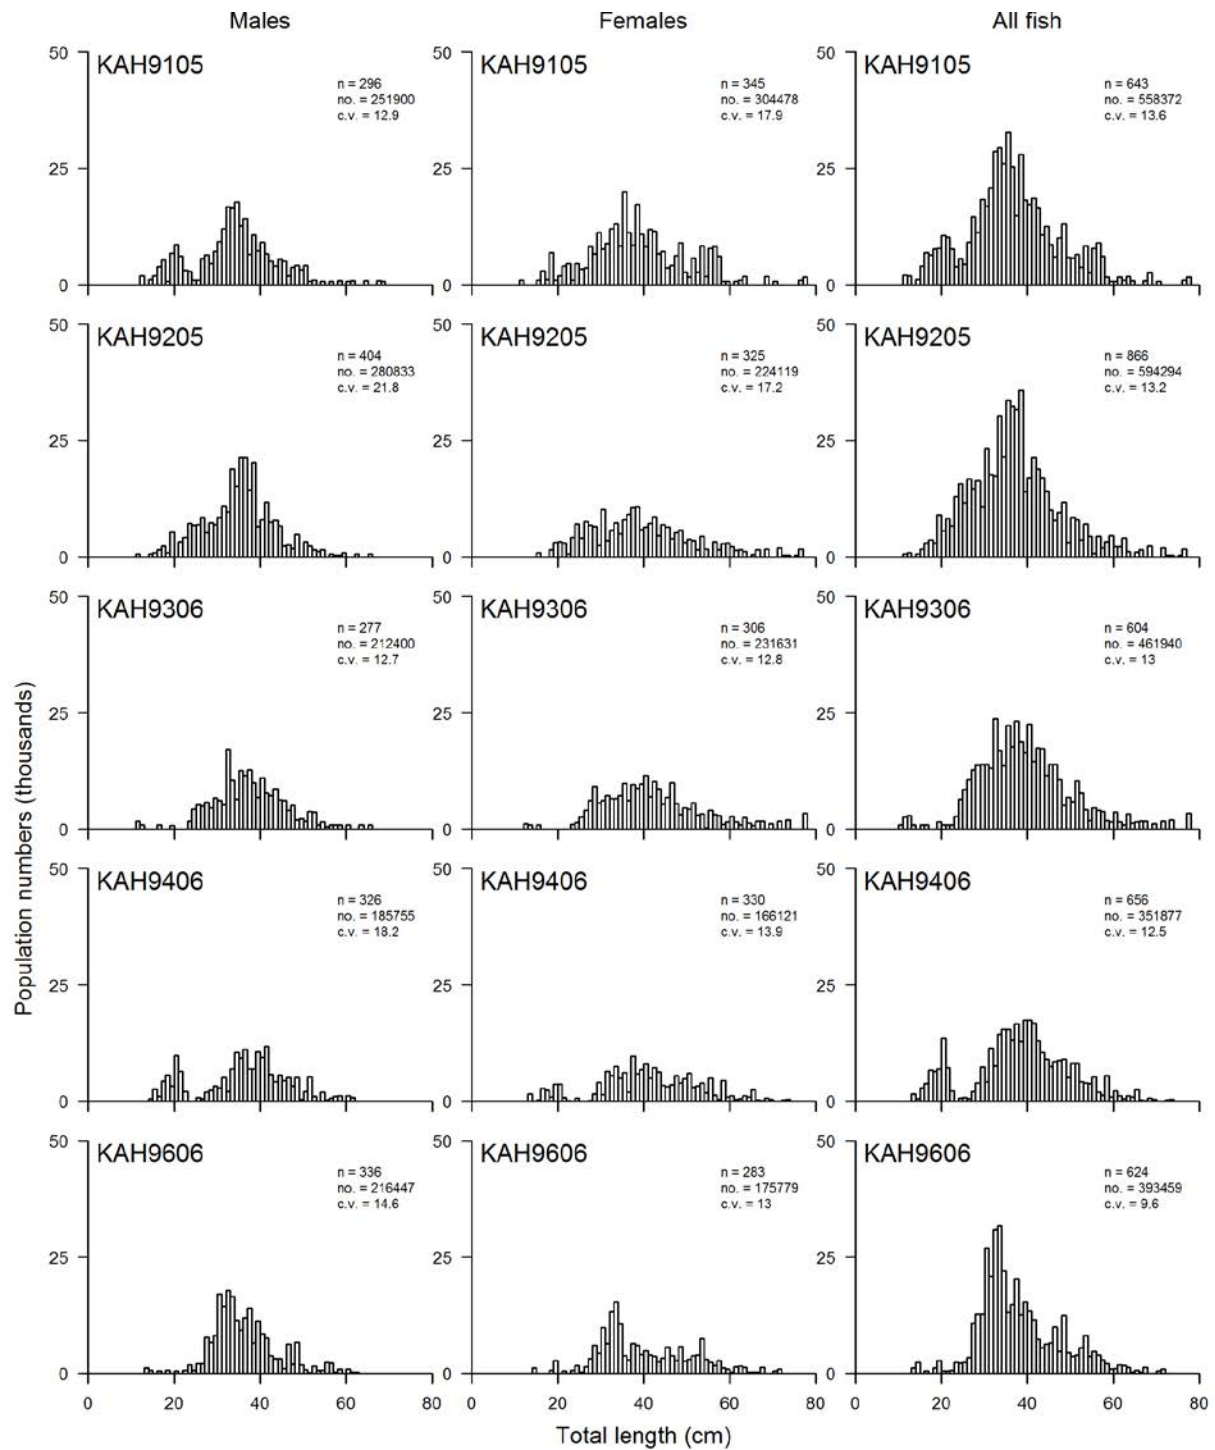 Males
Females
All fish
50
KAH9105
n = 296
no. = 251900
c.v. = 12.9
25
0
50
KAH9105
n = 345
no. = 304478
c.v. = 17.9
25
0
50
KAH9105
n = 643
no. = 558372
c.v. = 13.6
25
0
50
KAH9205
n = 404
no. = 280833
c.v. = 21.8
25
0
50
KAH9205
n = 325
no. = 224119
c.v. = 17.2
25
0
50
KAH9205
n = 866
no. = 594294
c.v. = 13.2
25
0
50
KAH9306
n = 277
no. = 212400
c.v. = 12.7
25
0
50
KAH9306
n = 306
no. = 231631
c.v. = 12.8
25
0
50
KAH9306
n = 604
no. = 461940
c.v. = 13
25
0
50
KAH9406
n = 326
no. = 185755
c.v. = 18.2
25
0
50
KAH9406
n = 330
no. = 166121
c.v. = 13.9
25
0
50
KAH9406
n = 656
no. = 351877
c.v. = 12.5
25
0
50
KAH9606
n = 336
no. = 216447
c.v. = 14.6
25
0
50
KAH9606
n = 283
no. = 175779
c.v. = 13
25
0
50
KAH9606
n = 624
no. = 393459
c.v. = 9.6
25
0
0 20 40 60 80
0 20 40 60 80
0 20 40 60 80
Population numbers (thousands)
Total length (cm)